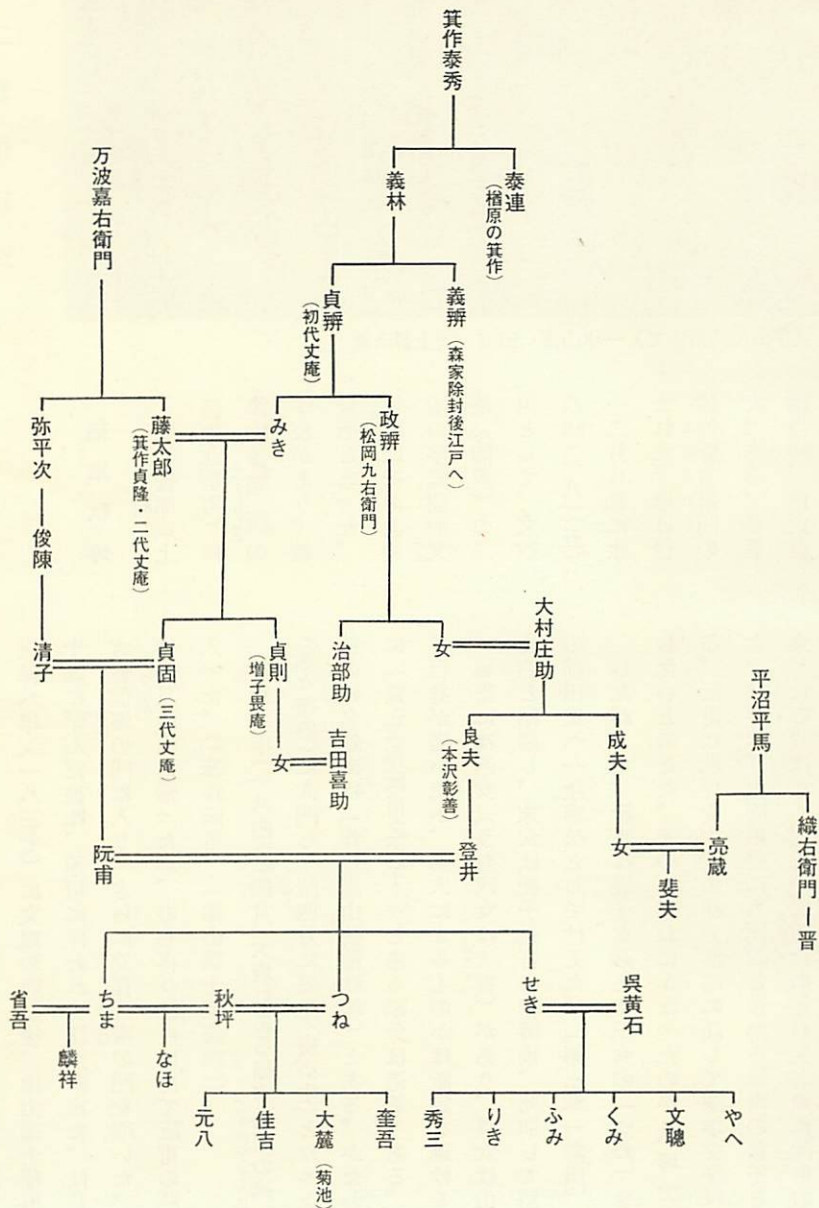 箕作泰秀
泰連
(楢原の箕作)
義林
万波嘉右衛門
義辨(森家除封後江戸へ)
貞辨
(初代丈庵)
政辨
(松岡九右衛門)
みき
藤太郎
(箕作貞隆・二代丈庵)
弥平次
俊陳
清子
大村庄助
女
治部助
吉田喜助
女
貞則
(増子畏庵)
貞固(三代丈庵)
平沼平馬
織右衛門
晋
亮蔵
斐夫
女
成夫
良夫
(本沢彰善)
登井
阮甫
呉黄石
せき
つね
秋坪
ちま
省吾
なほ
麟祥
やへ
文聰
くみ
ふみ
りき
秀三
奎吾
大麓(菊池)
佳吉
元八